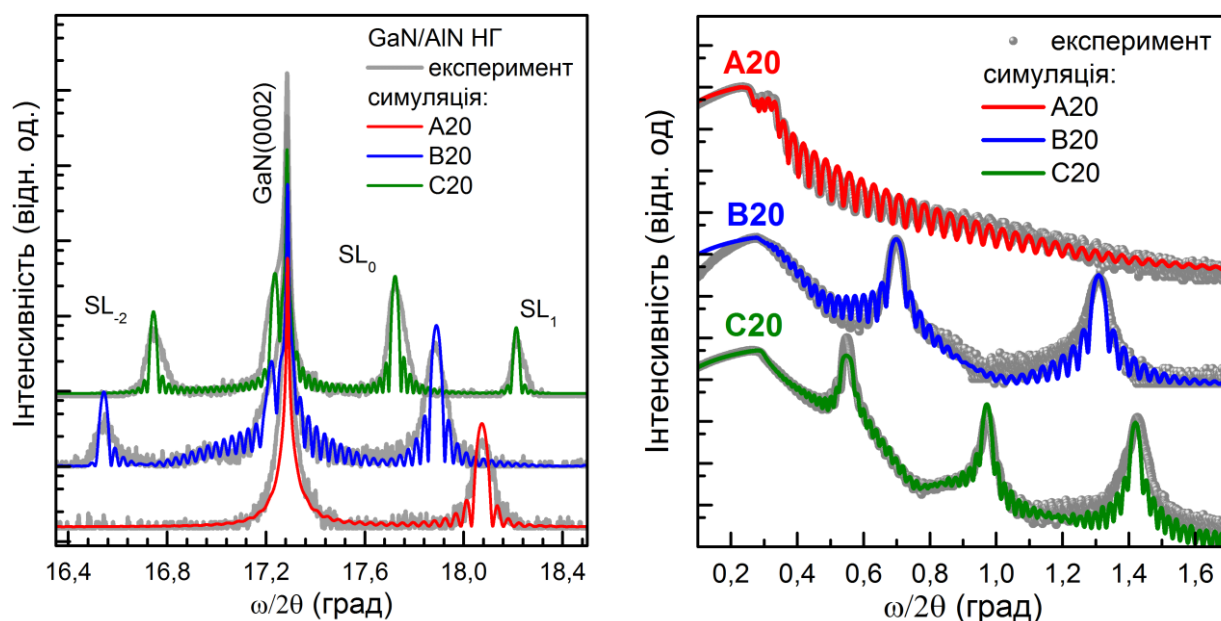 GaN/AlN НГ
експеримент
симуляція:
A20
B20
C20
GaN(0002)
SL-2
SL0
SL1
Інтенсивність (відн. од.)
16,4 16,8 17,2 17,6 18,0 18,4
ω/2θ (град)
експеримент
симуляція:
A20
B20
C20
A20
B20
C20
Інтенсивність (відн. од)
0,2 0,4 0,6 0,8 1,0 1,2 1,4 1,6
ω/2θ (град)